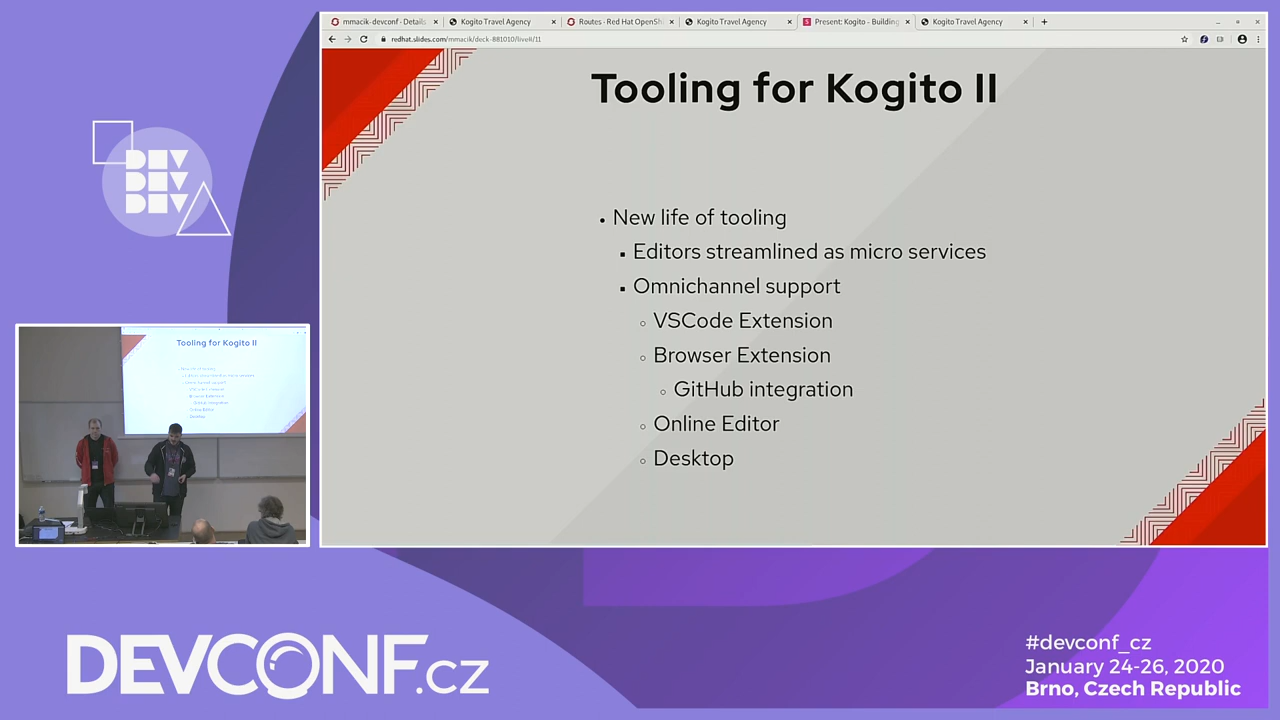 mmacik-devconf - Details
Kogito Travel Agency
Routes · Red Hat OpenShi
Kogito Travel Agency
Present: Kogito - Building
Kogito Travel Agency
redhat.slides.com/mmacik/deck-881010/live#/11
Tooling for Kogito II
New life of tooling
Editors streamlined as micro services
Omnichannel support
VSCode Extension
Browser Extension
GitHub integration
Online Editor
Desktop
DEV
DEV
DEV
Tooling for Kogito II
DEVCONF.cz
#devconf_cz
January 24-26, 2020
Brno, Czech Republic